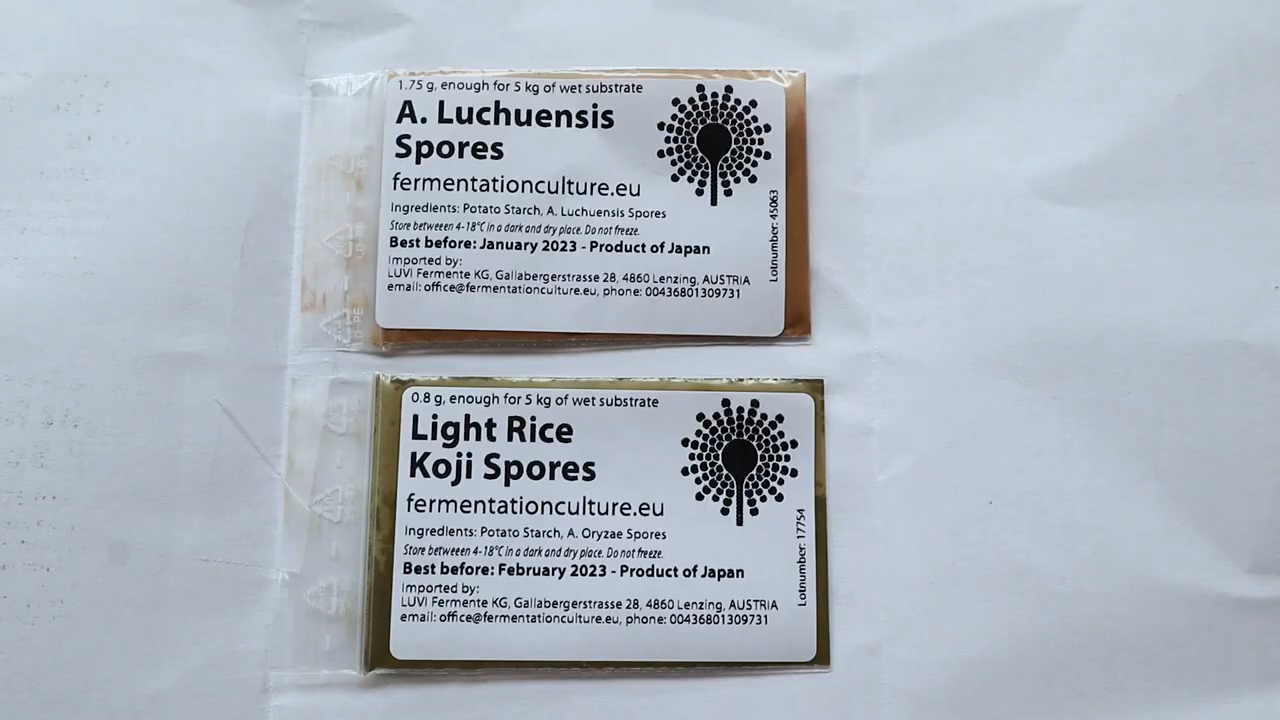 1.75 g, enough for 5 kg of wet substrate
A. Luchuensis
Spores
fermentationculture.eu
Ingredients: Potato Starch, A. Luchuensis Spores
Store betweeen 4-18°C in a dark and dry place. Do not freeze.
Best before: January 2023 - Product of Japan
Imported by:
LUVI Fermente KG, Gallabergerstrasse 28, 4860 Lenzing, AUSTRIA
email: office@fermentationculture.eu, phone: 00436801309731
Lotnumber: 45063
0.8 g, enough for 5 kg of wet substrate
Light Rice
Koji Spores
fermentationculture.eu
Ingredients: Potato Starch, A. Oryzae Spores
Store betweeen 4-18°C in a dark and dry place. Do not freeze.
Best before: February 2023 - Product of Japan
Imported by:
LUVI Fermente KG, Gallabergerstrasse 28, 4860 Lenzing, AUSTRIA
email: office@fermentationculture.eu, phone: 00436801309731
Lotnumber: 17754